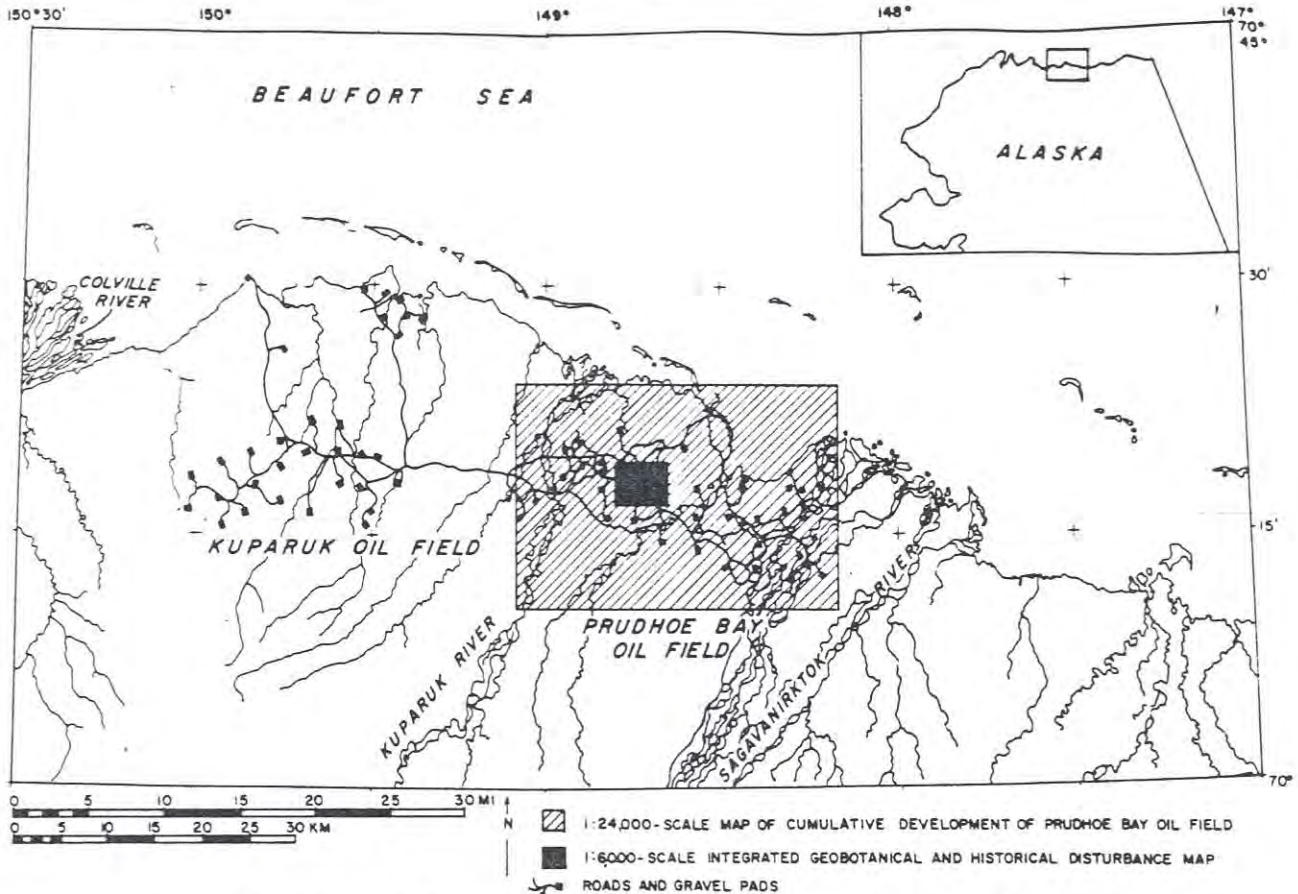 150° 30'
150°
149°
148°
147°
70°
45'
BEAUFORT SEA
ALASKA
COLVILLE
RIVER
30'
KUPARUK OIL FIELD
15'
PRUDHOE BAY
OIL FIELD
KUPARUK RIVER
SAGAVANIRKTOK RIVER
70°
0 5 10 15 20 25 30 MI
0 5 10 15 20 25 30 KM
N
1:24,000-SCALE MAP OF CUMULATIVE DEVELOPMENT OF PRUDHOE BAY OIL FIELD
1:6000-SCALE INTEGRATED GEOBOTANICAL AND HISTORICAL DISTURBANCE MAP
ROADS AND GRAVEL PADS